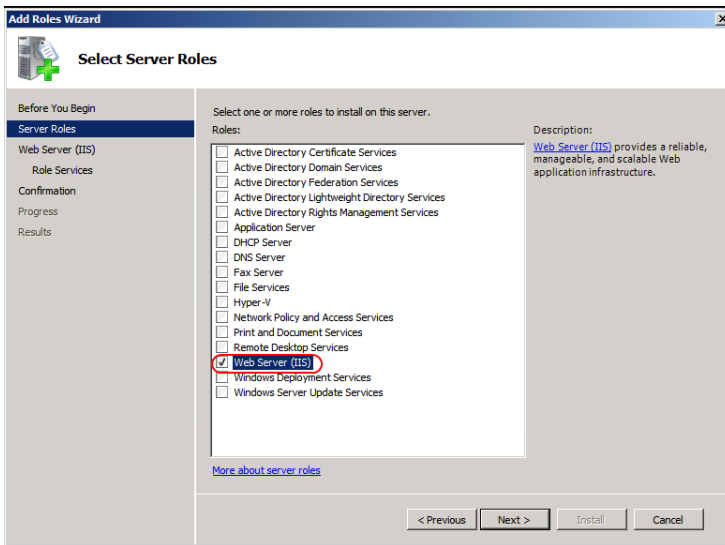 Add Roles Wizard
Select Server Roles
Before You Begin
Server Roles
Web Server (IIS)
Role Services
Confirmation
Progress
Results
Select one or more roles to install on this server.
Roles:
Active Directory Certificate Services
Active Directory Domain Services
Active Directory Federation Services
Active Directory Lightweight Directory Services
Active Directory Rights Management Services
Application Server
DHCP Server
DNS Server
Fax Server
File Services
Hyper-V
Network Policy and Access Services
Print and Document Services
Remote Desktop Services
Web Server (IIS)
Windows Deployment Services
Windows Server Update Services
More about server roles
Description:
Web Server (IIS) provides a reliable,
manageable, and scalable Web
application infrastructure.
< Previous
Next >
Install
Cancel